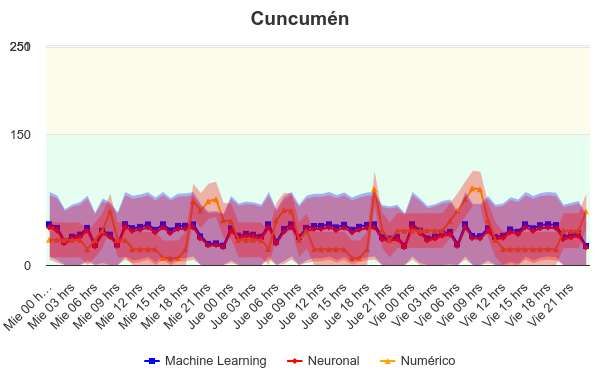 Cuncumén
250
150
0
Mie 00 h...
Mie 03 hrs
Mie 06 hrs
Mie 09 hrs
Mie 12 hrs
Mie 15 hrs
Mie 18 hrs
Mie 21 hrs
Jue 00 hrs
Jue 03 hrs
Jue 06 hrs
Jue 09 hrs
Jue 12 hrs
Jue 15 hrs
Jue 18 hrs
Jue 21 hrs
Vie 00 hrs
Vie 03 hrs
Vie 06 hrs
Vie 09 hrs
Vie 12 hrs
Vie 15 hrs
Vie 18 hrs
Vie 21 hrs
Machine Learning Neuronal Numérico